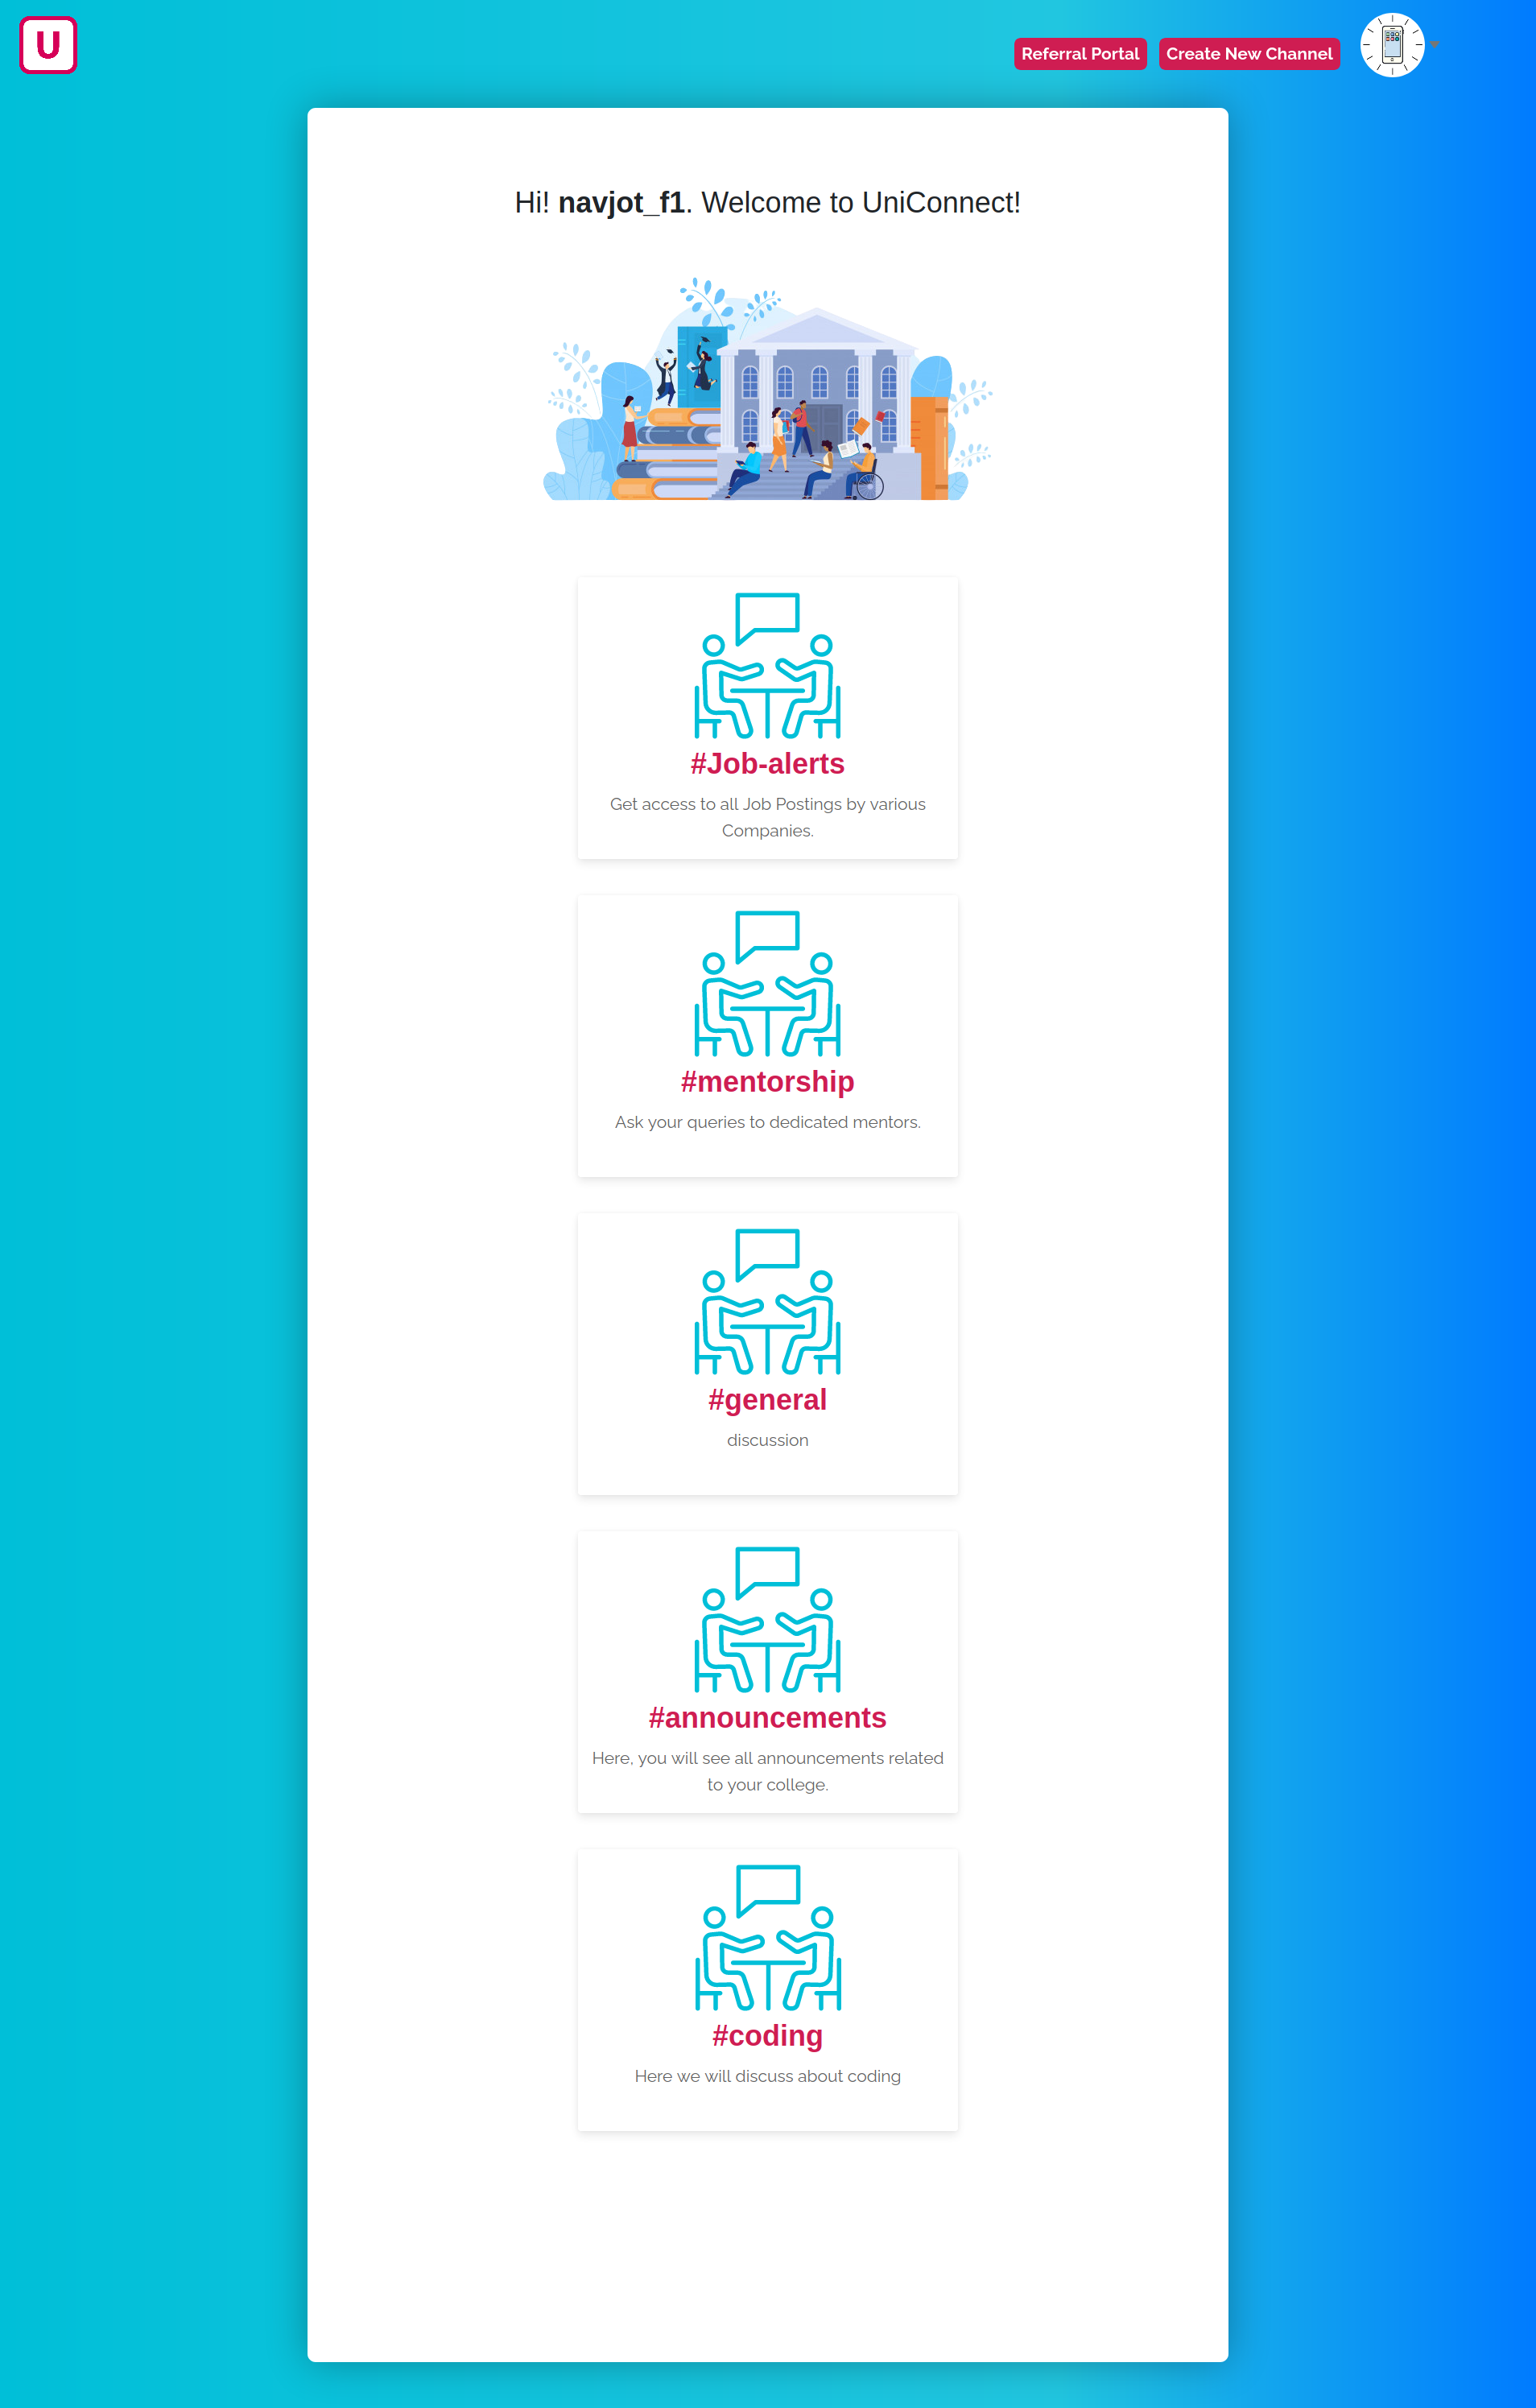 U
Referral Portal
Create New Channel
Hi! navjot_f1. Welcome to UniConnect!
#Job-alerts
Get access to all Job Postings by various
Companies.
#mentorship
Ask your queries to dedicated mentors.
#general
discussion
#announcements
Here, you will see all announcements related
to your college.
#coding
Here we will discuss about coding